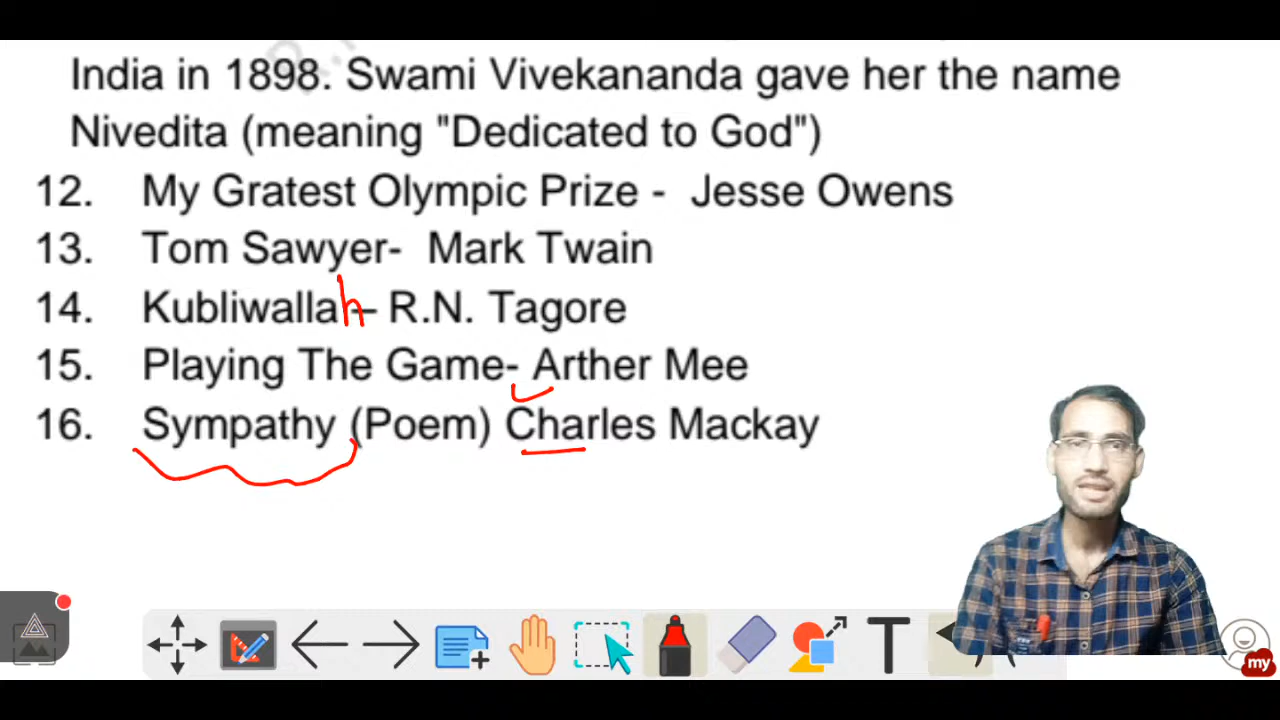 India in 1898. Swami Vivekananda gave her the name
Nivedita (meaning "Dedicated to God")
12. My Gratest Olympic Prize - Jesse Owens
13. Tom Sawyer- Mark Twain
14. Kubliwallah – R.N. Tagore
15. Playing The Game- Arther Mee
16. Sympathy (Poem) Charles Mackay
T
my